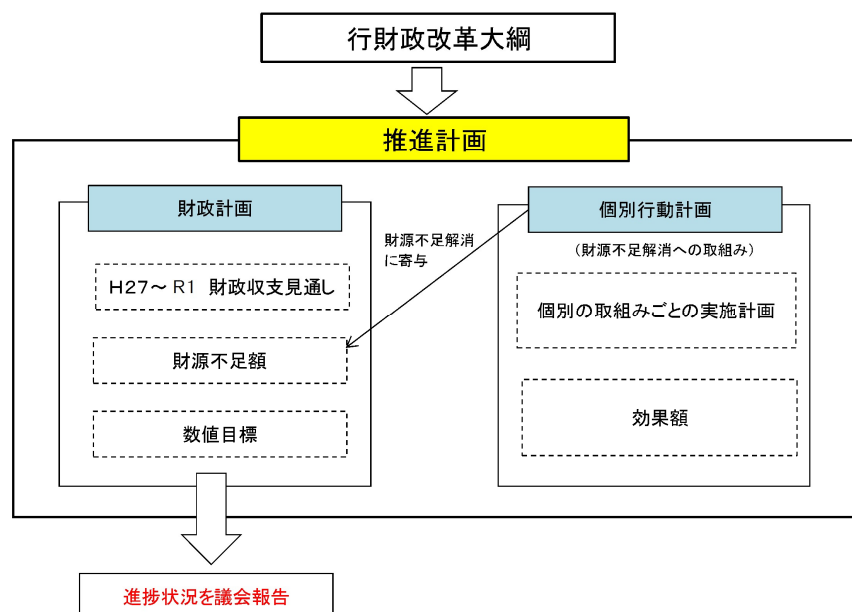 行財政改革大綱
推進計画
財政計画
H27～R1 財政収支見通し
財源不足額
数値目標
財源不足解消
に寄与
個別行動計画
(財源不足解消への取組み)
個別の取組みごとの実施計画
効果額
進捗状況を議会報告